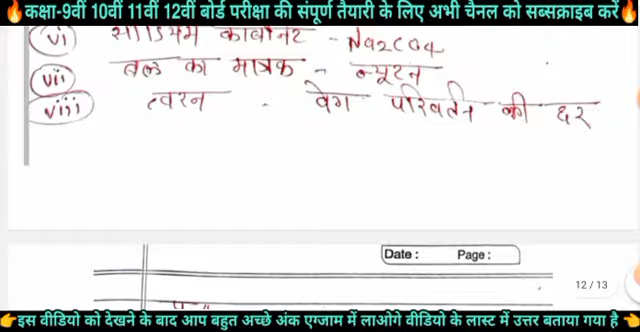 🔥कक्षा-9वीं 10वीं 11वीं 12वीं बोर्ड परीक्षा की संपूर्ण तैयारी के लिए अभी चैनल को सब्सक्राइब करें🔥
(vi) सोडियम कार्बोनेट - Na2CO4
(vii) बल का मात्रक - न्यूटन
(viii) त्वरन - वेग परिवर्तन की दर
Date : Page :
12 / 13
👉इस वीडियो को देखने के बाद आप बहुत अच्छे अंक एग्जाम में लाओगे वीडियो के लास्ट में उत्तर बताया गया है👈